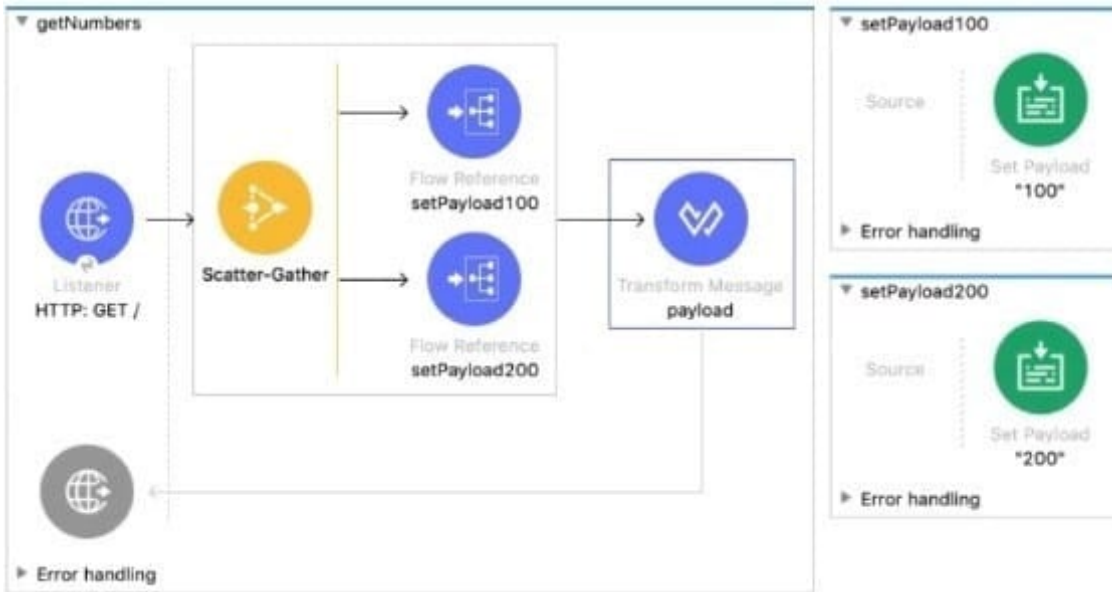 getNumbers
Listener
HTTP: GET /
Scatter-Gather
Flow Reference
setPayload100
Flow Reference
setPayload200
Transform Message
payload
Error handling
setPayload100
Source
Set Payload
"100"
Error handling
setPayload200
Source
Set Payload
"200"
Error handling